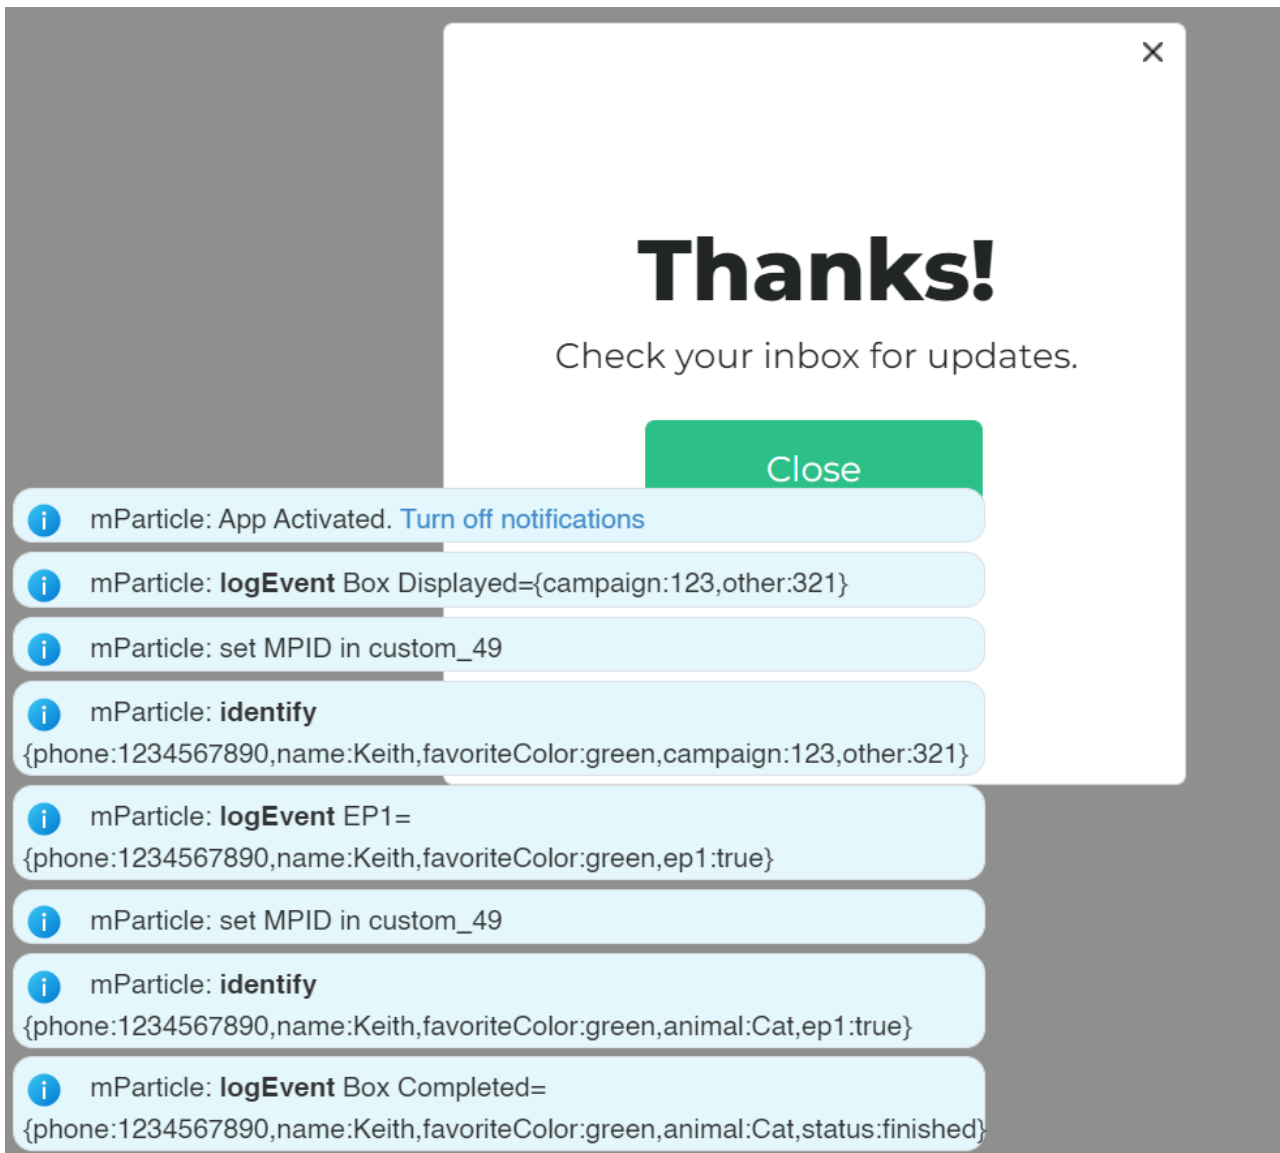 Thanks!
Check your inbox for updates.
Close
mParticle: App Activated. Turn off notifications
mParticle: logEvent Box Displayed={campaign:123,other:321}
mParticle: set MPID in custom_49
mParticle: identify
{phone:1234567890,name:Keith,favoriteColor:green,campaign:123,other:321}
mParticle: logEvent EP1=
{phone:1234567890,name:Keith,favoriteColor:green,ep1:true}
mParticle: set MPID in custom_49
mParticle: identify
{phone:1234567890,name:Keith,favoriteColor:green,animal:Cat,ep1:true}
mParticle: logEvent Box Completed=
{phone:1234567890,name:Keith,favoriteColor:green,animal:Cat,status:finished}